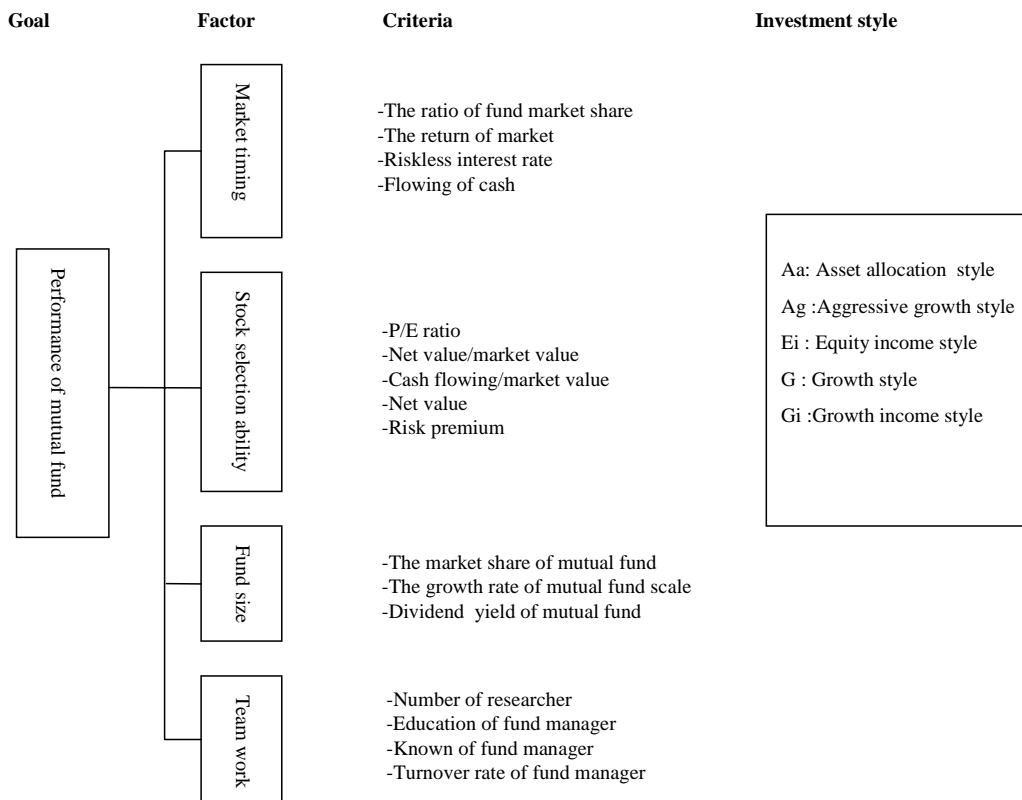 Goal Factor Criteria Investment style
Performance of mutual fund
Market timing
-The ratio of fund market share
-The return of market
-Riskless interest rate
-Flowing of cash
Stock selection ability
-P/E ratio
-Net value/market value
-Cash flowing/market value
-Net value
-Risk premium
Fund size
-The market share of mutual fund
-The growth rate of mutual fund scale
-Dividend yield of mutual fund
Team work
-Number of researcher
-Education of fund manager
-Known of fund manager
-Turnover rate of fund manager
Aa: Asset allocation style
Ag :Aggressive growth style
Ei : Equity income style
G : Growth style
Gi :Growth income style